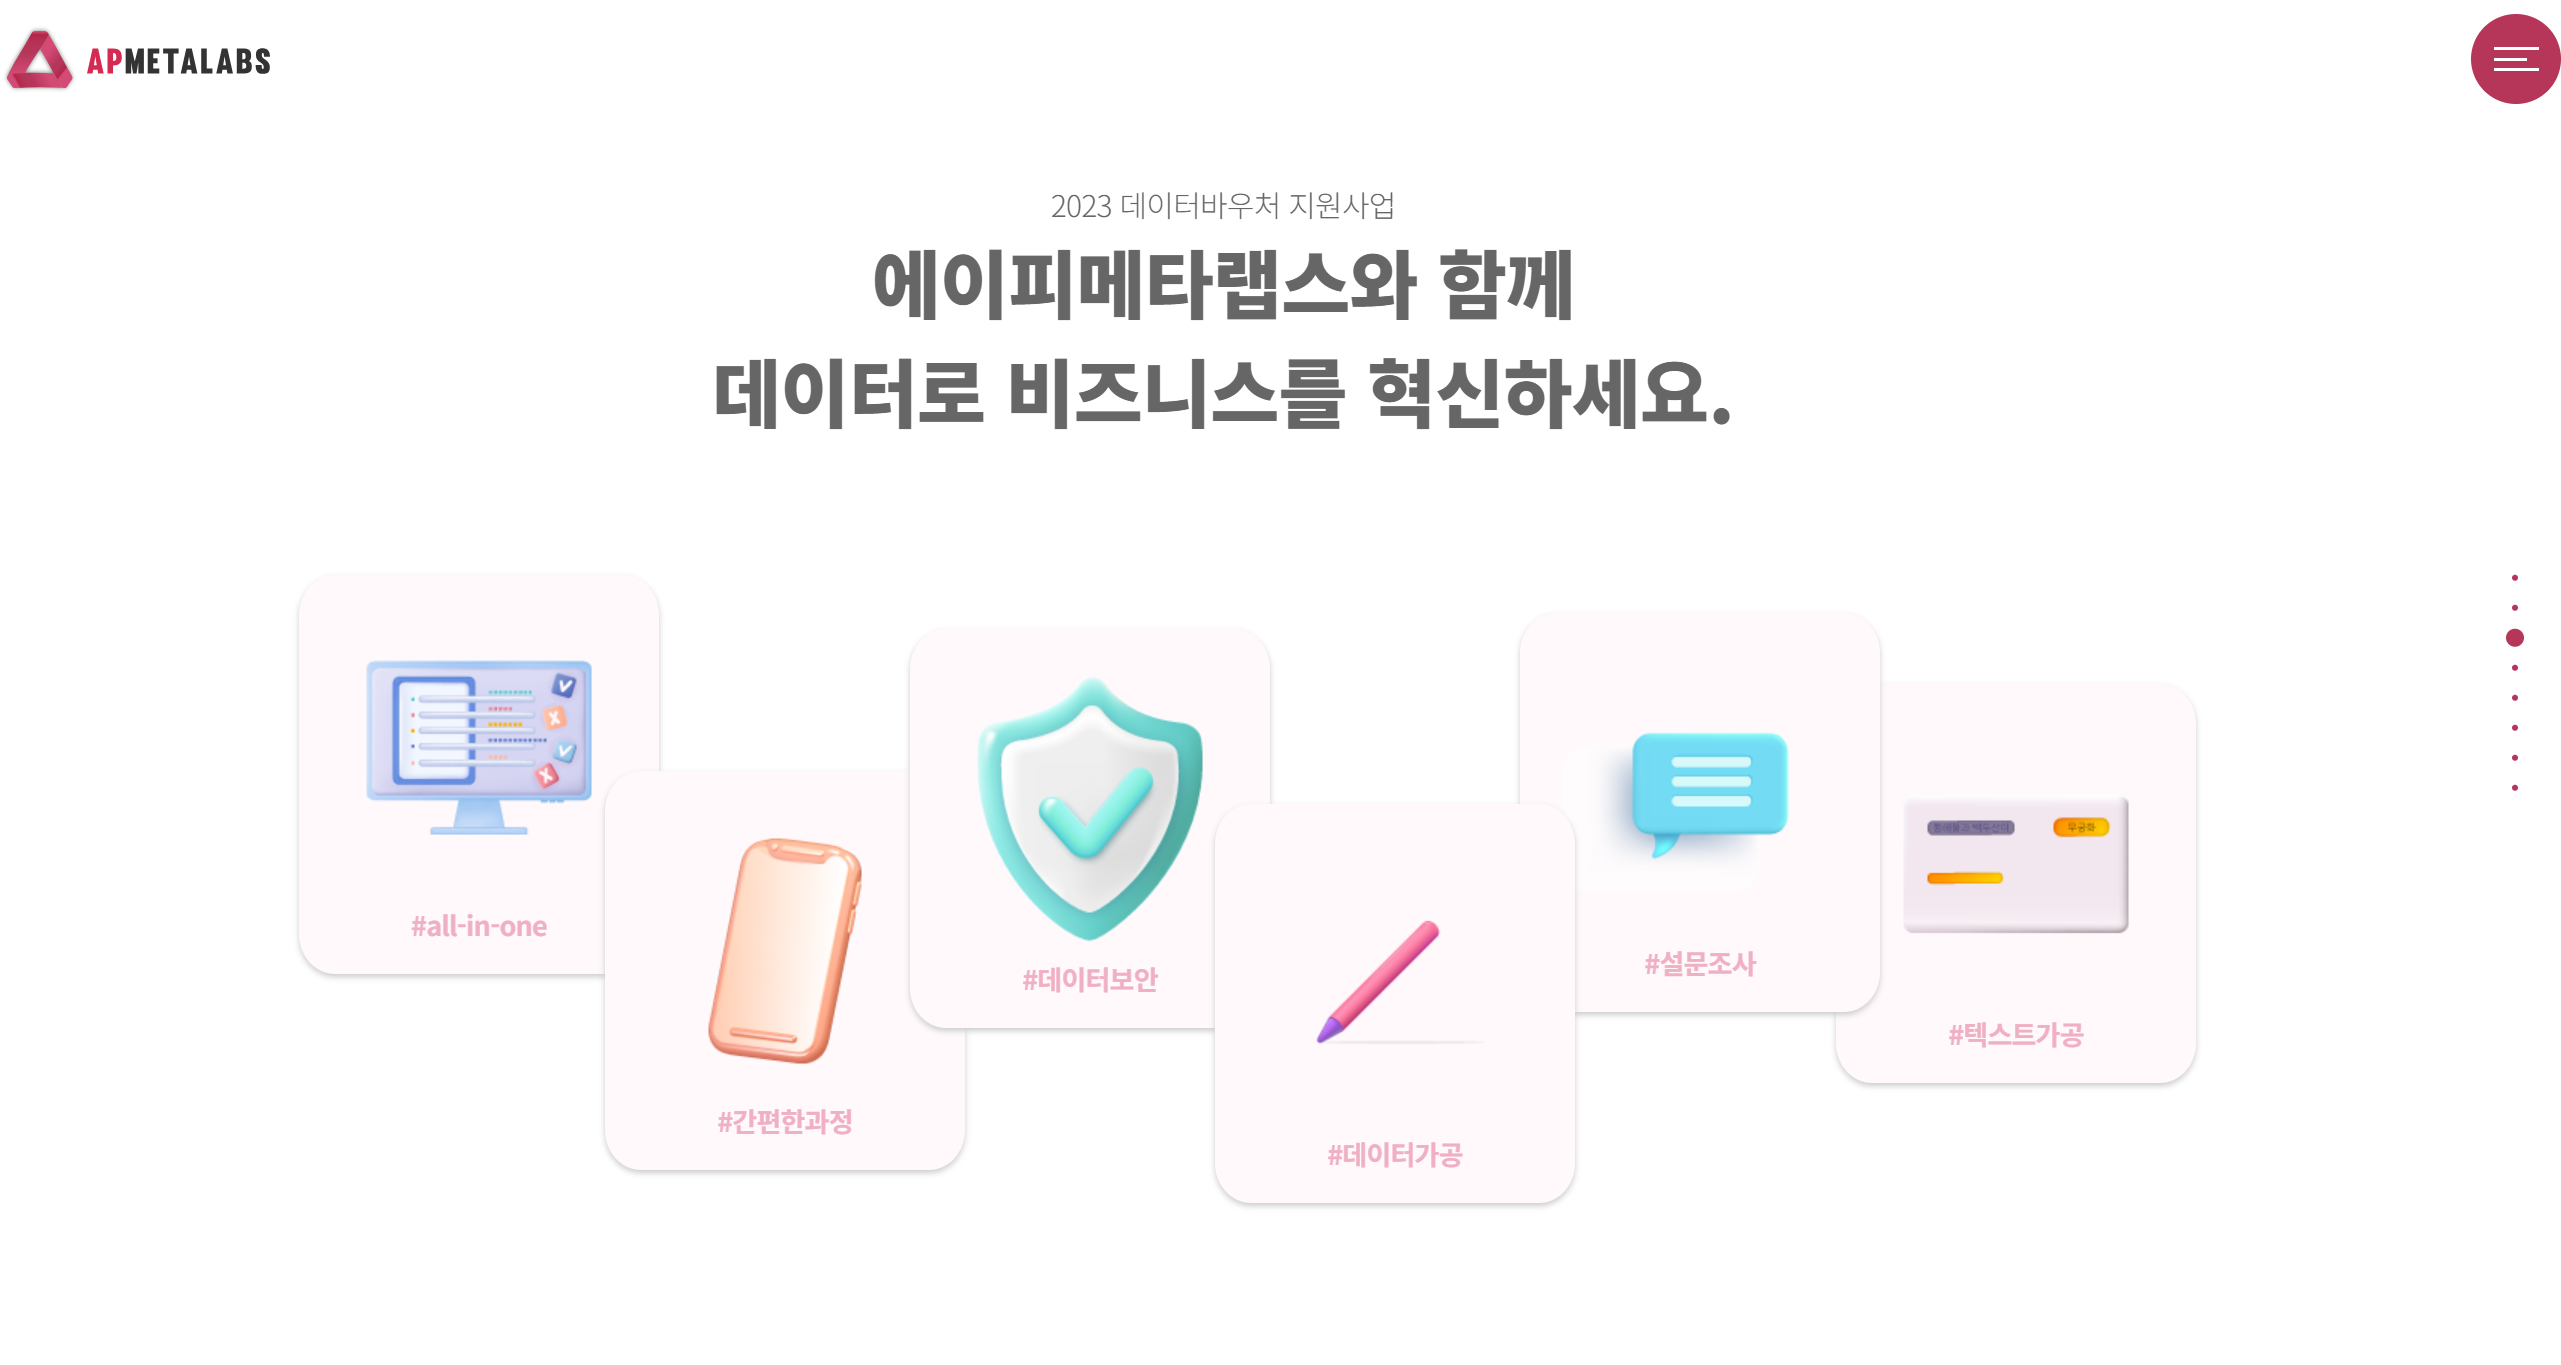 APMETALABS
2023 데이터바우처 지원사업
에이피메타랩스와 함께
데이터로 비즈니스를 혁신하세요.
#all-in-one
#간편한과정
#데이터보안
#데이터가공
#설문조사
무궁화
#텍스트가공